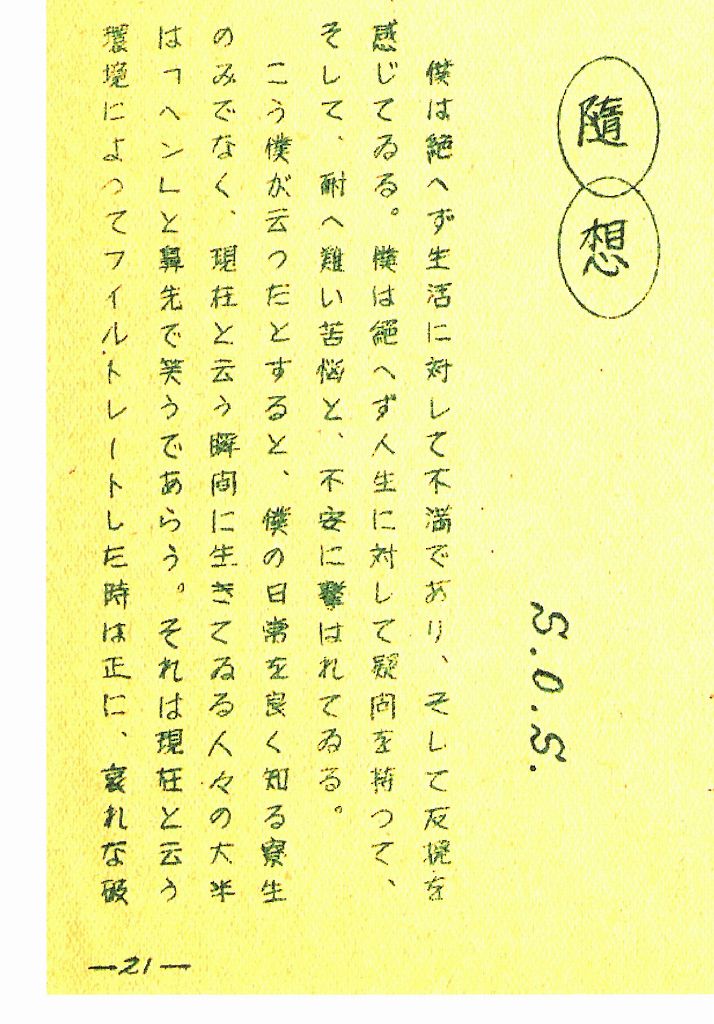 隨想
S.O.S.
僕は絶へず生活に対して不満であり、そして反撥を
感じてゐる。僕は絶へず人生に対して疑問を持つて、
そして、耐へ難い苦悩と、不安に襲はれてゐる。
こう僕が云つたとすると、僕の日常を良く知る寮生
のみでなく、現在と云う瞬間に生きてゐる人々の大半
は「ヘン」と鼻先で笑うであらう。それは現在と云う
環境によつてフイルトレートした時は正に、哀れな破
—21—